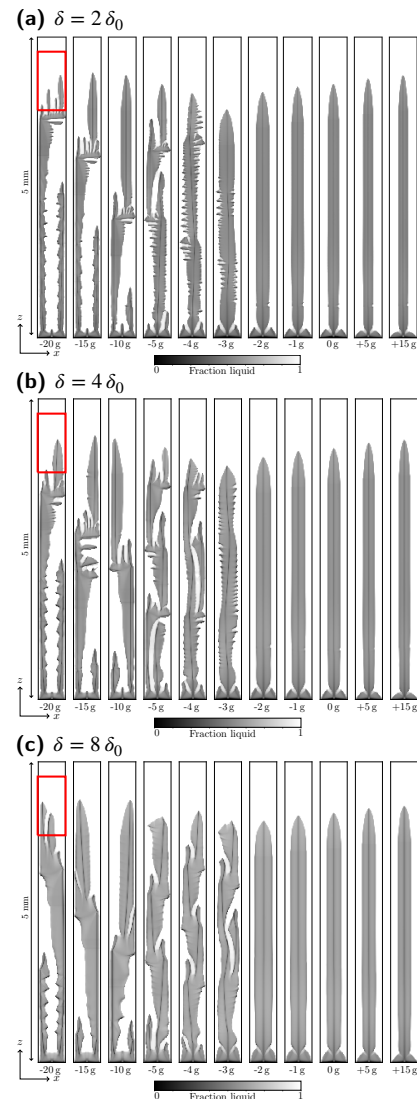 (a) δ = 2 δ₀
5 mm
z
x
-20 g -15 g -10 g -5 g -4 g -3 g -2 g -1 g 0 g +5 g +15 g
0 Fraction liquid 1
(b) δ = 4 δ₀
5 mm
z
x
-20 g -15 g -10 g -5 g -4 g -3 g -2 g -1 g 0 g +5 g +15 g
0 Fraction liquid 1
(c) δ = 8 δ₀
5 mm
z
x
-20 g -15 g -10 g -5 g -4 g -3 g -2 g -1 g 0 g +5 g +15 g
0 Fraction liquid 1